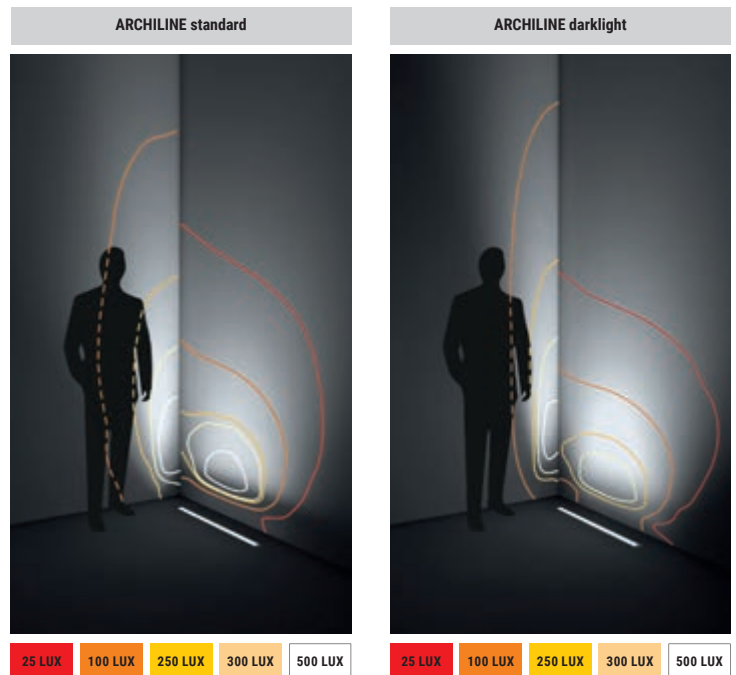 ARCHILINE standard
ARCHILINE darklight
25 LUX 100 LUX 250 LUX 300 LUX 500 LUX
25 LUX 100 LUX 250 LUX 300 LUX 500 LUX